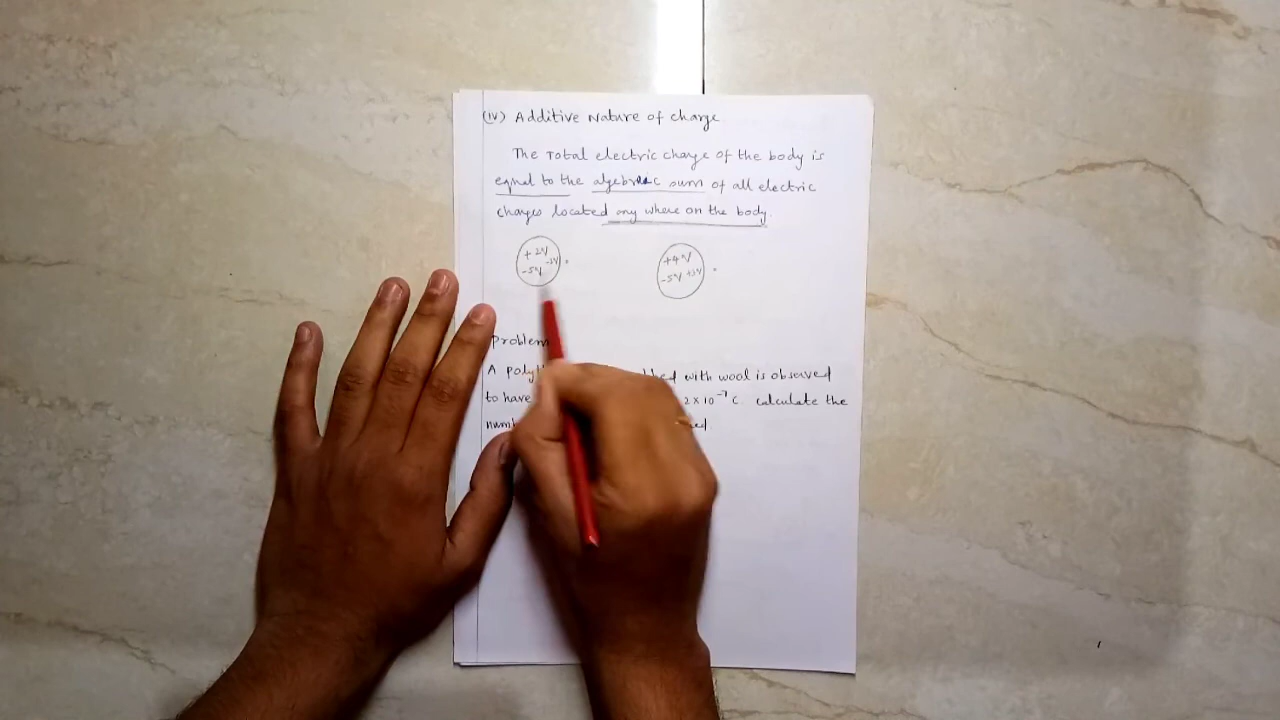 (IV) Additive Nature of charge
The Total electric charge of the body is
equal to the algebraic sum of all electric
charges located any where on the body.
+2q -3q
-5q
+4q
-5q +3q
Problem
A with wool is observed
to have 2×10⁻⁷C. calculate the